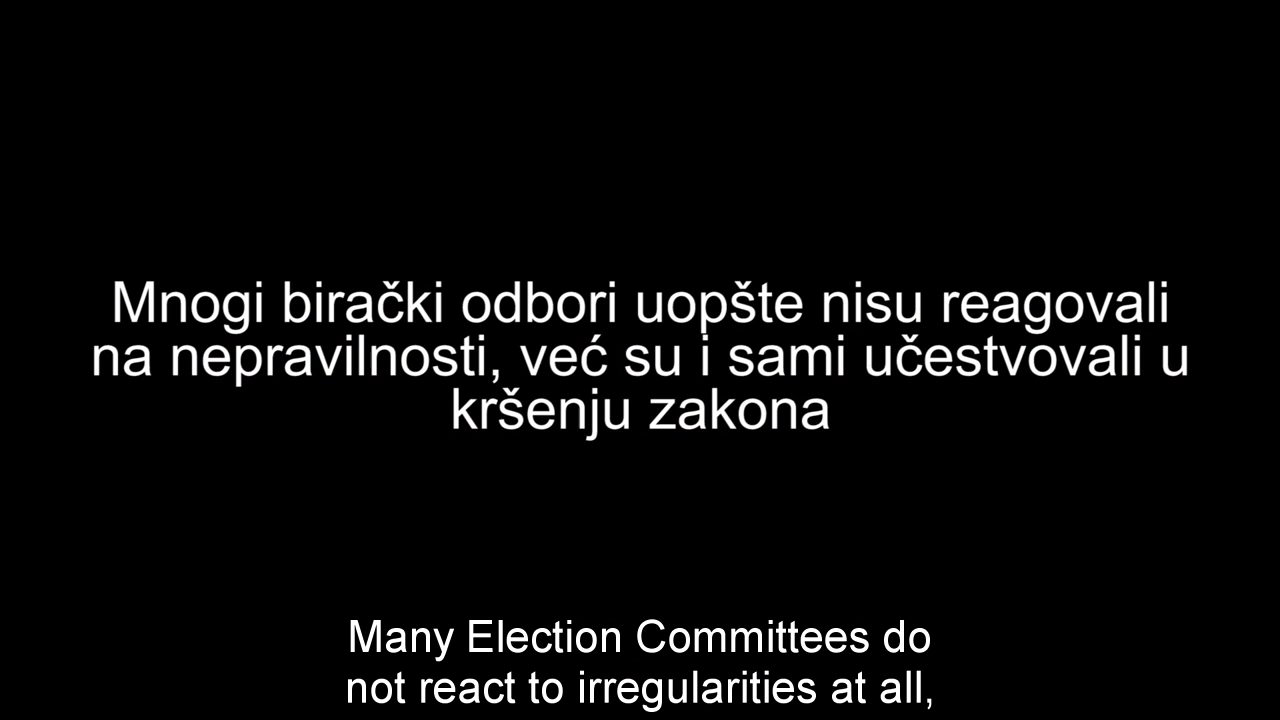 Mnogi birački odbori uopšte nisu reagovali
na nepravilnosti, već su i sami učestvovali u
kršenju zakona
Many Election Committees do
not react to irregularities at all,